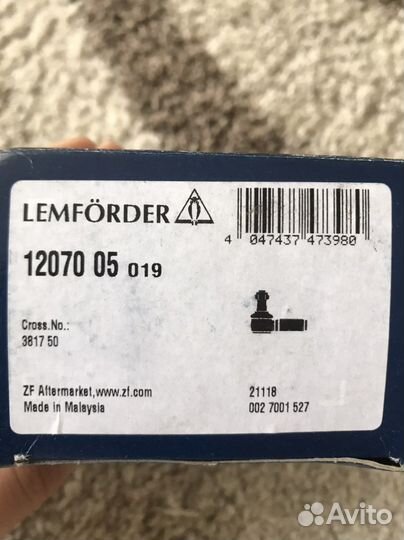 LEMFÖRDER
4 047437 473980
12070 05 019
Cross.No.:
3817 50
ZF Aftermarket,www.zf.com
Made in Malaysia
21118
002 7001 527
Avito